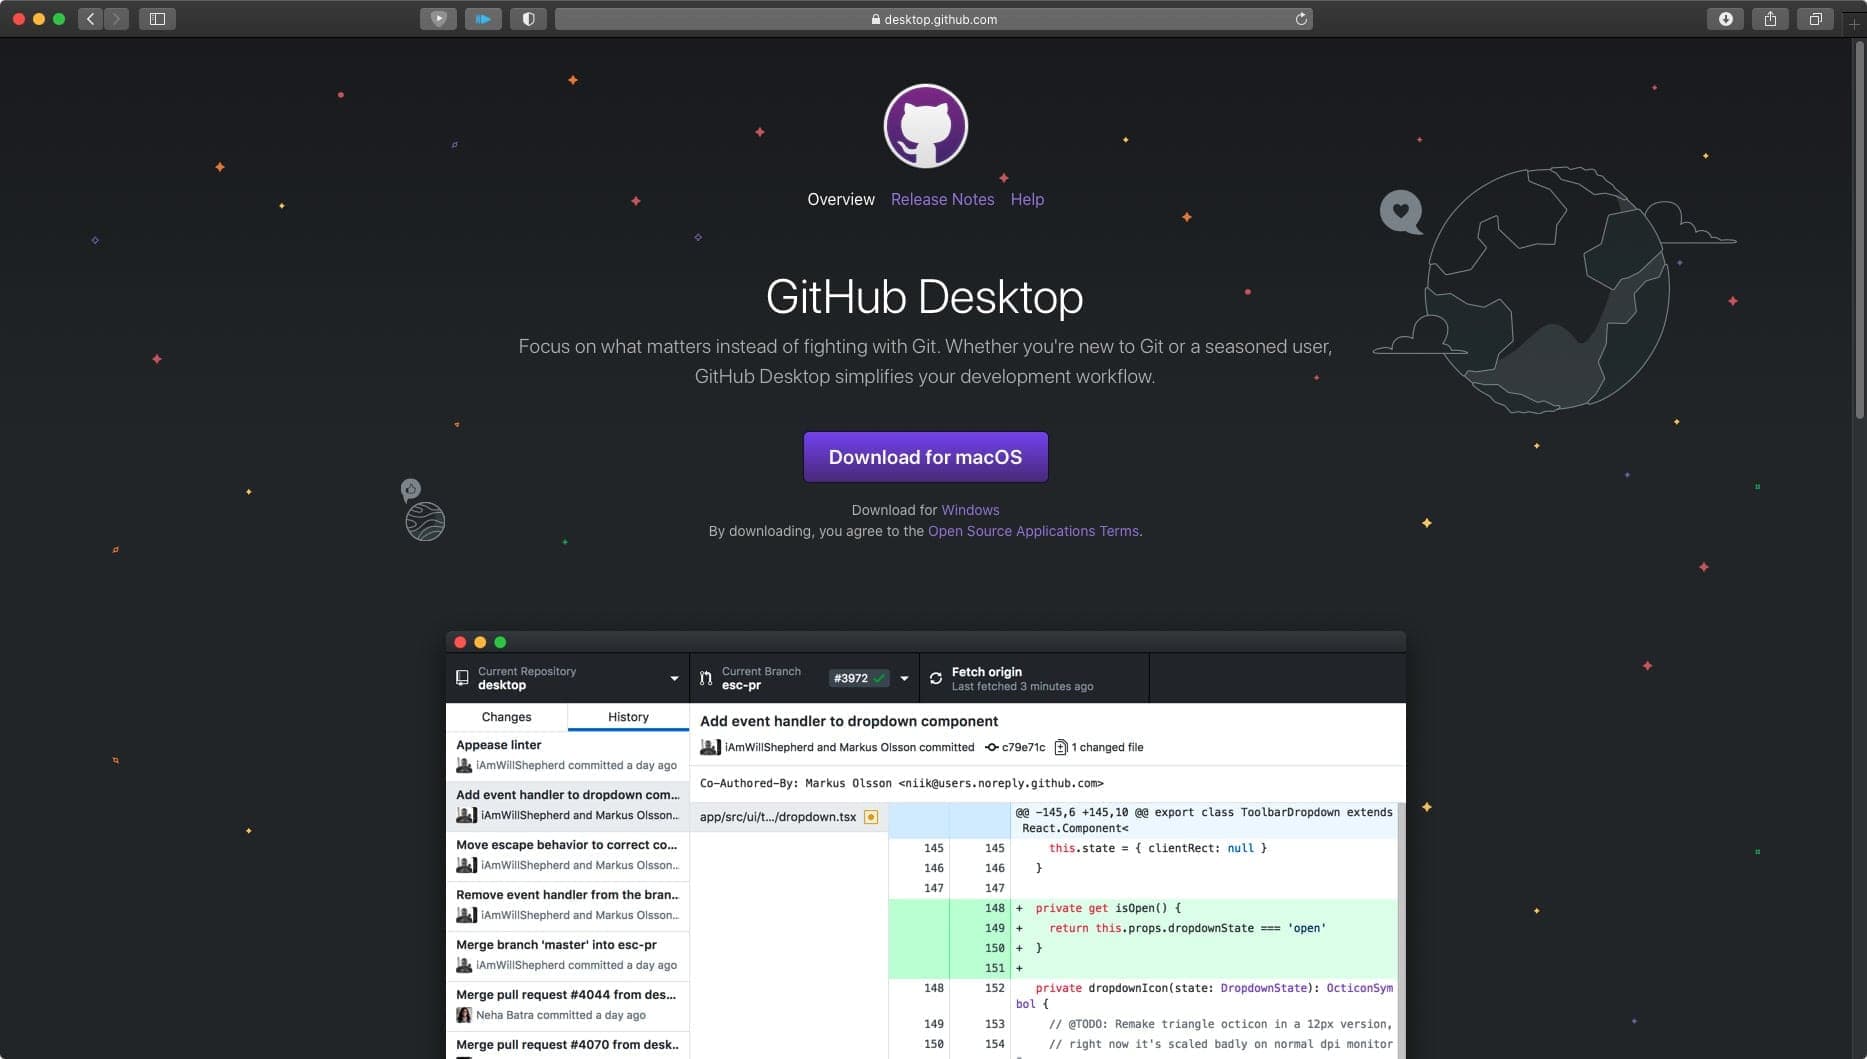 desktop.github.com
Overview Release Notes Help
GitHub Desktop
Focus on what matters instead of fighting with Git. Whether you're new to Git or a seasoned user,
GitHub Desktop simplifies your development workflow.
Download for macOS
Download for Windows
By downloading, you agree to the Open Source Applications Terms.
Current Repository
desktop
Current Branch
esc-pr
#3972
Fetch origin
Last fetched 3 minutes ago
Changes History
Appease linter
iAmWillShepherd committed a day ago
Add event handler to dropdown com...
iAmWillShepherd and Markus Olsson...
Move escape behavior to correct co...
iAmWillShepherd and Markus Olsson...
Remove event handler from the bran...
iAmWillShepherd and Markus Olsson...
Merge branch 'master' into esc-pr
iAmWillShepherd committed a day ago
Merge pull request #4044 from des...
Neha Batra committed a day ago
Merge pull request #4070 from desk...
Add event handler to dropdown component
iAmWillShepherd and Markus Olsson committed c79e71c 1 changed file
Co-Authored-By: Markus Olsson <niik@users.noreply.github.com>
app/src/ui/t.../dropdown.tsx
@@ -145,6 +145,10 @@ export class ToolbarDropdown extends
React.Component<
145 145 this.state = { clientRect: null }
146 146 }
147 147
148 + private get isOpen() {
149 + return this.props.dropdownState === 'open'
150 + }
151 +
148 152 private dropdownIcon(state: DropdownState): OcticonSym
bol {
149 153 // @TODO: Remake triangle octicon in a 12px version,
150 154 // right now it's scaled badly on normal dpi monitor